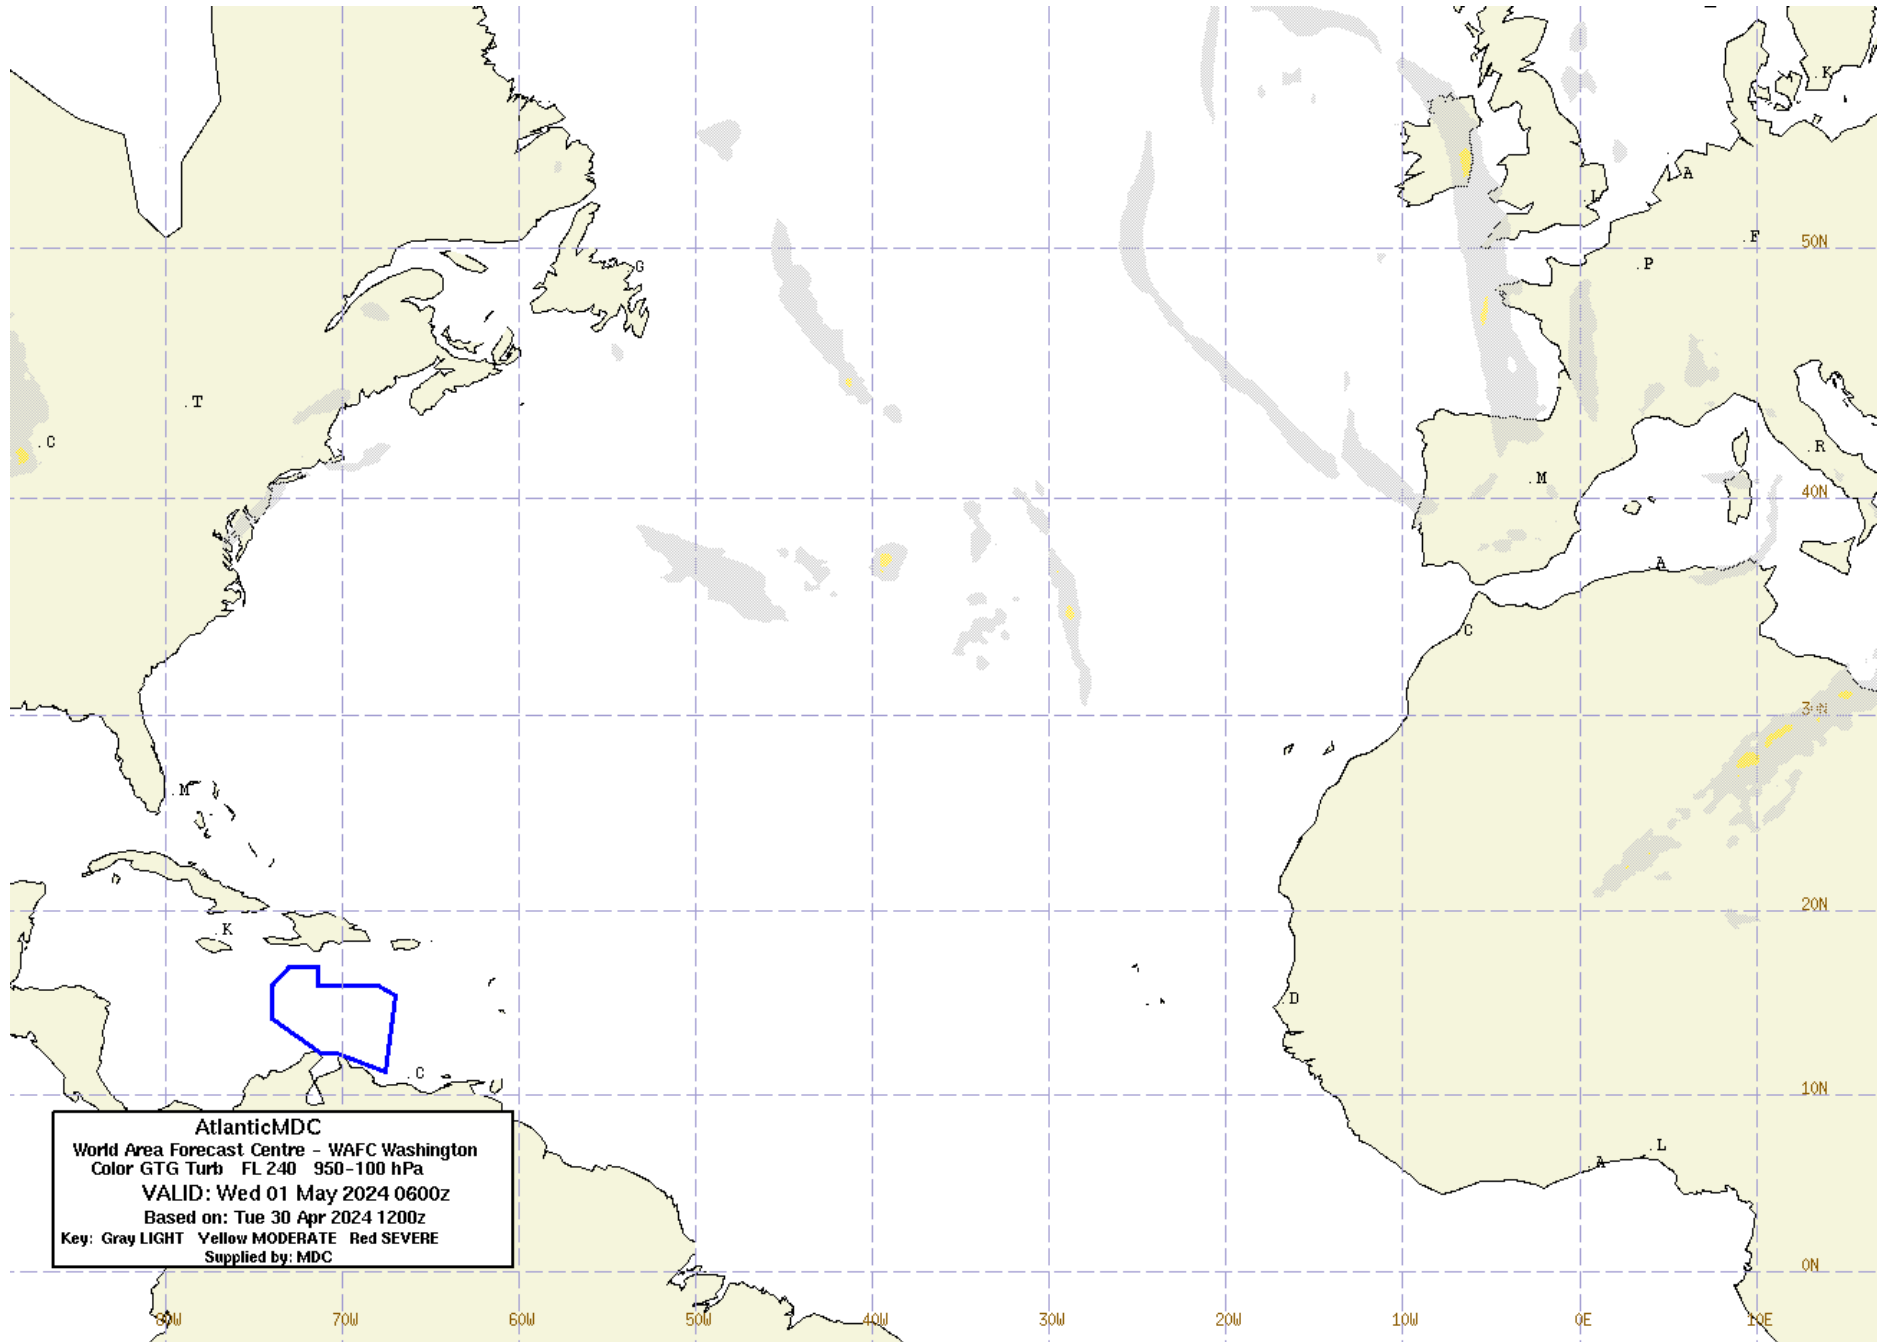 K
A
L
F
50N
G
P
T
C
R
M
40N
A
C
30N
M
20N
K
D
C
10N
L
A
AtlanticMDC
World Area Forecast Centre - WAFC Washington
Color GTG Turb FL 240 950-100 hPa
VALID: Wed 01 May 2024 0600z
Based on: Tue 30 Apr 2024 1200z
Key: Gray LIGHT Yellow MODERATE Red SEVERE
Supplied by: MDC
0N
80W 70W 60W 50W 40W 30W 20W 10W 0E 10E